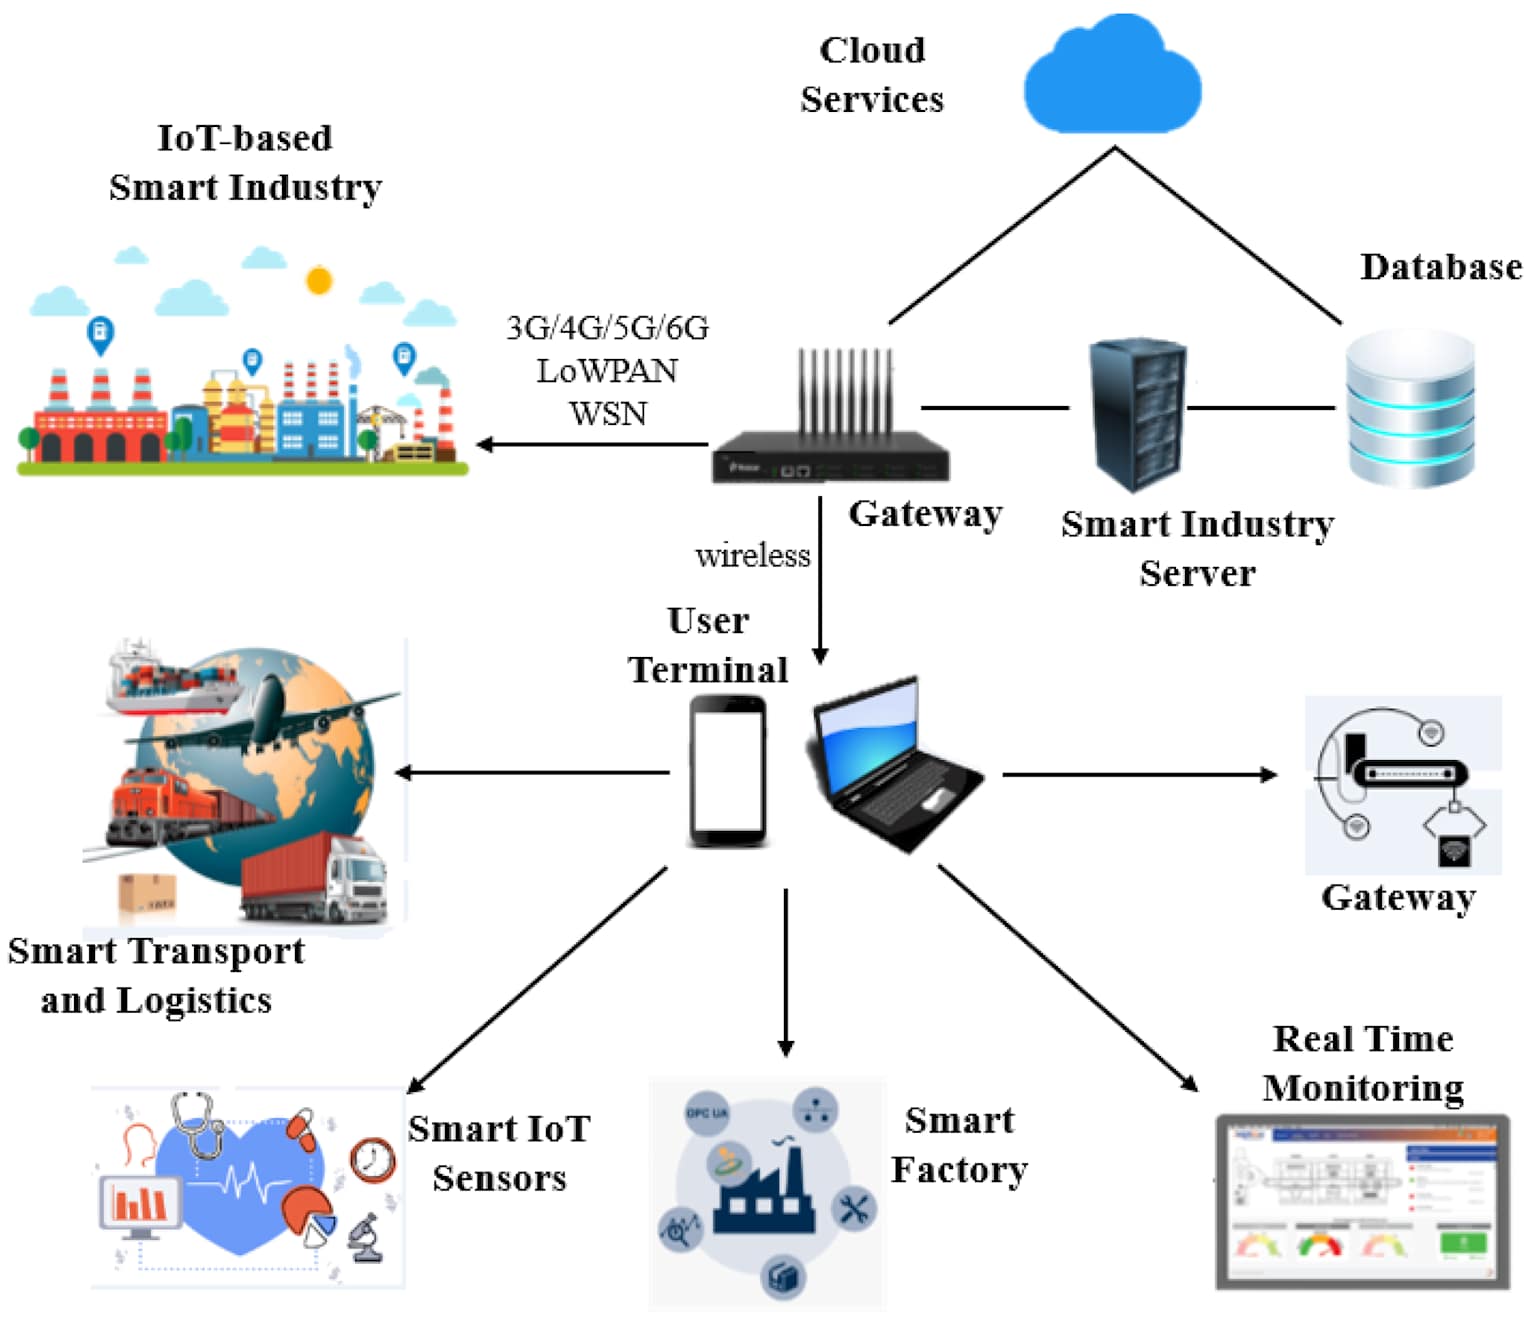 Cloud
Services
IoT-based
Smart Industry
Database
3G/4G/5G/6G
LoWPAN
WSN
Gateway
Smart Industry
Server
wireless
User
Terminal
Gateway
Smart Transport
and Logistics
Real Time
Monitoring
Smart IoT
Sensors
OPC UA
Smart
Factory